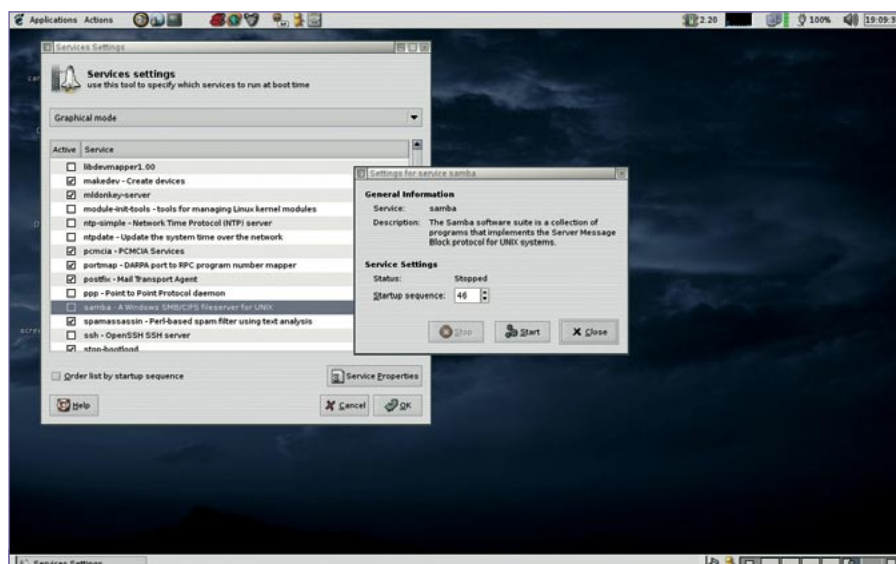 Applications Actions
2.20
100%
19:09:3
Services Settings
Services settings
use this tool to specify which services to run at boot time
Graphical mode
Active Service
libdevmapper1.00
makedev - Create devices
mldonkey-server
module-init-tools - tools for managing Linux kernel modules
ntp-simple - Network Time Protocol (NTP) server
ntpdate - Update the system time over the network
pcmcia - PCMCIA Services
portmap - DARPA port to RPC program number mapper
postfix - Mail Transport Agent
ppp - Point to Point Protocol daemon
samba - A Windows SMB/CIFS fileserver for UNIX
spamassassin - Perl-based spam filter using text analysis
ssh - OpenSSH SSH server
stop-bootlogd
Order list by startup sequence
Service Properties
Help
Cancel
OK
Settings for service samba
General Information
Service: samba
Description: The Samba software suite is a collection of
programs that implements the Server Message
Block protocol for UNIX systems.
Service Settings
Status: Stopped
Startup sequence: 46
Stop
Start
Close
Services Settings